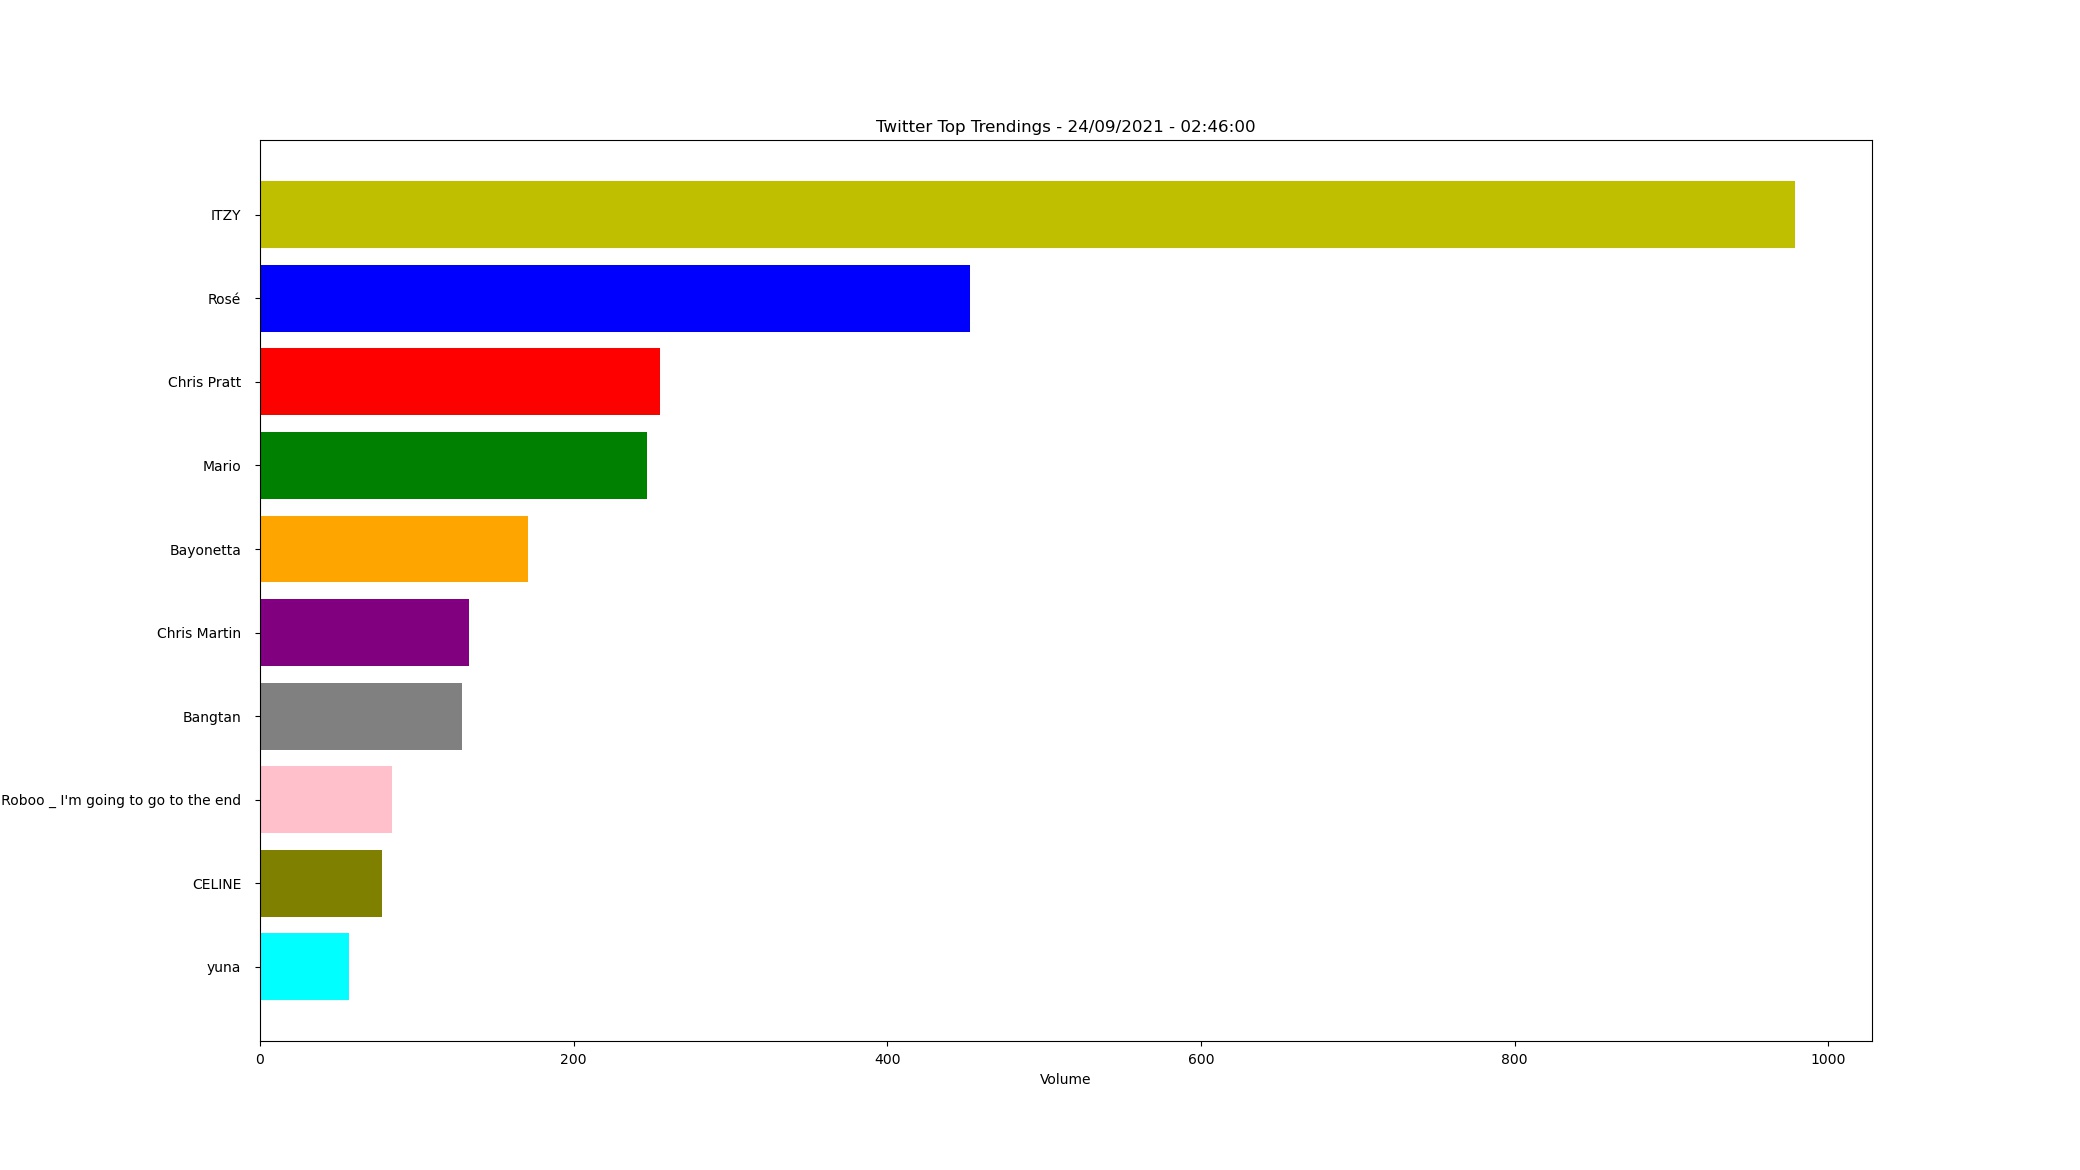 Twitter Top Trendings - 24/09/2021 - 02:46:00
ITZY
Rosé
Chris Pratt
Mario
Bayonetta
Chris Martin
Bangtan
Roboo _ I'm going to go to the end
CELINE
yuna
0 200 400 600 800 1000
Volume